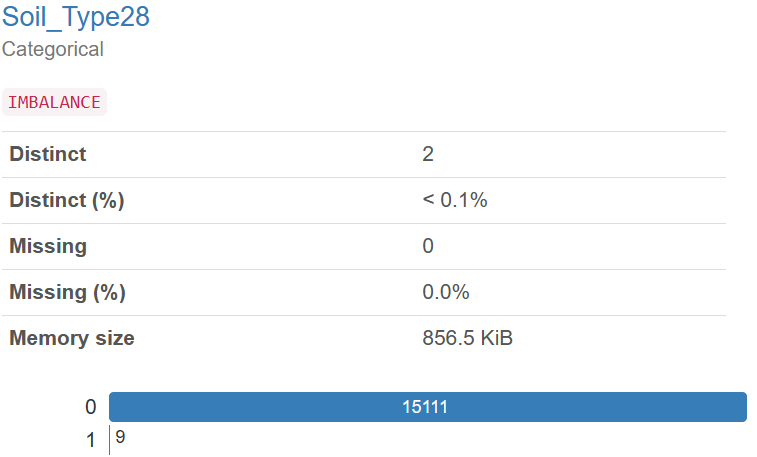 Soil_Type28
Categorical
IMBALANCE
Distinct 2
Distinct (%) < 0.1%
Missing 0
Missing (%) 0.0%
Memory size 856.5 KiB
0 15111
1 9